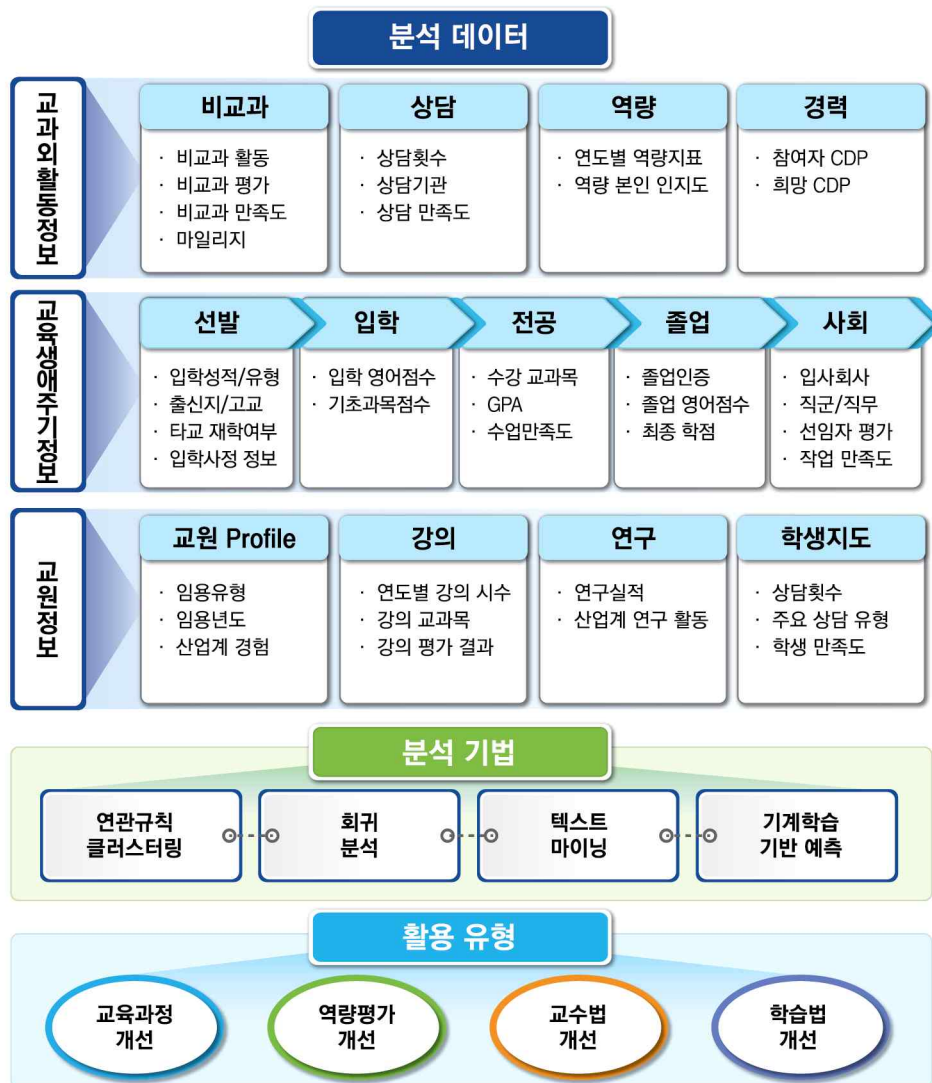 분석 데이터
교과외활동정보
비교과
· 비교과 활동
· 비교과 평가
· 비교과 만족도
· 마일리지
상담
· 상담횟수
· 상담기관
· 상담 만족도
역량
· 연도별 역량지표
· 역량 본인 인지도
경력
· 참여자 CDP
· 희망 CDP
교육생애주기정보
선발
· 입학성적/유형
· 출신지/고교
· 타교 재학여부
· 입학사정 정보
입학
· 입학 영어점수
· 기초과목점수
전공
· 수강 교과목
· GPA
· 수업만족도
졸업
· 졸업인증
· 졸업 영어점수
· 최종 학점
사회
· 입사회사
· 직군/직무
· 선임자 평가
· 작업 만족도
교원정보
교원 Profile
· 임용유형
· 임용년도
· 산업계 경험
강의
· 연도별 강의 시수
· 강의 교과목
· 강의 평가 결과
연구
· 연구실적
· 산업계 연구 활동
학생지도
· 상담횟수
· 주요 상담 유형
· 학생 만족도
분석 기법
연관규칙
클러스터링
회귀
분석
텍스트
마이닝
기계학습
기반 예측
활용 유형
교육과정
개선
역량평가
개선
교수법
개선
학습법
개선